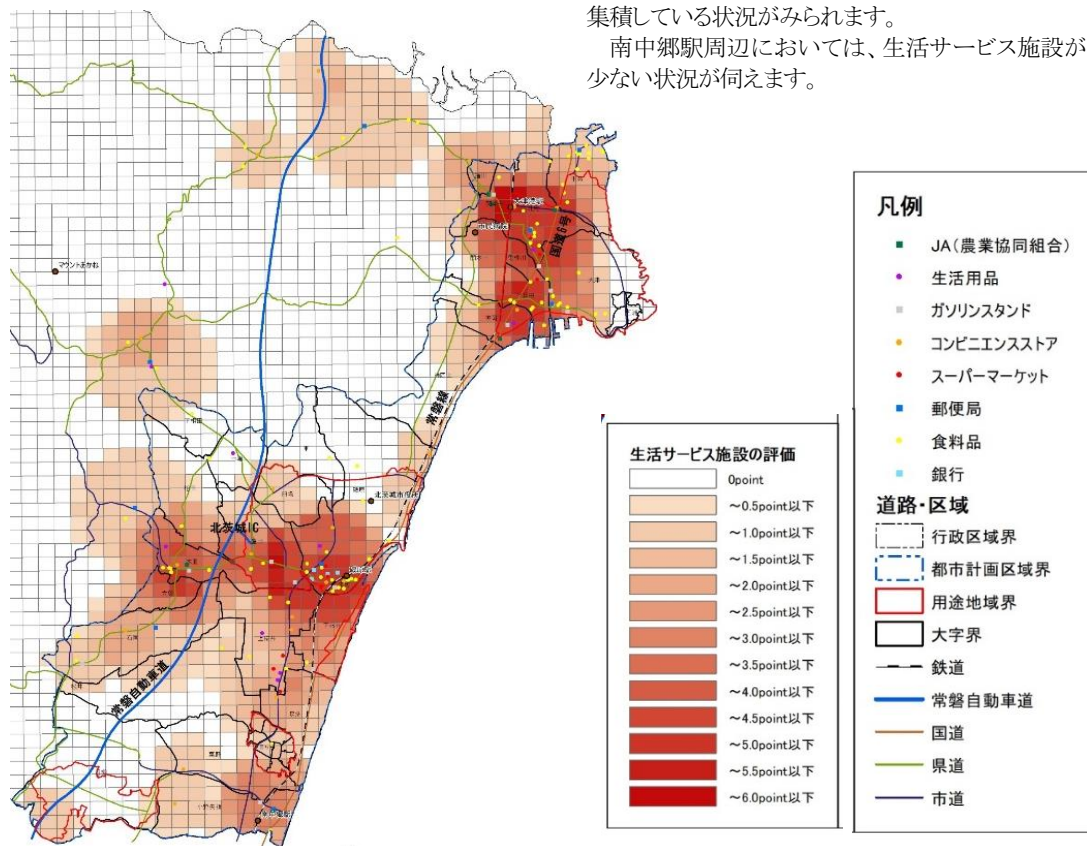 集積している状況がみられます。
南中郷駅周辺においては、生活サービス施設が
少ない状況が伺えます。
マウントあかね
国道6号
常磐線
北茨城市役所
北茨城IC
常磐自動車道
凡例
JA（農業協同組合）
生活用品
ガソリンスタンド
コンビニエンスストア
スーパーマーケット
郵便局
食料品
銀行
道路・区域
行政区域界
都市計画区域界
用途地域界
大字界
鉄道
常磐自動車道
国道
県道
市道
生活サービス施設の評価
0point
～0.5point以下
～1.0point以下
～1.5point以下
～2.0point以下
～2.5point以下
～3.0point以下
～3.5point以下
～4.0point以下
～4.5point以下
～5.0point以下
～5.5point以下
～6.0point以下